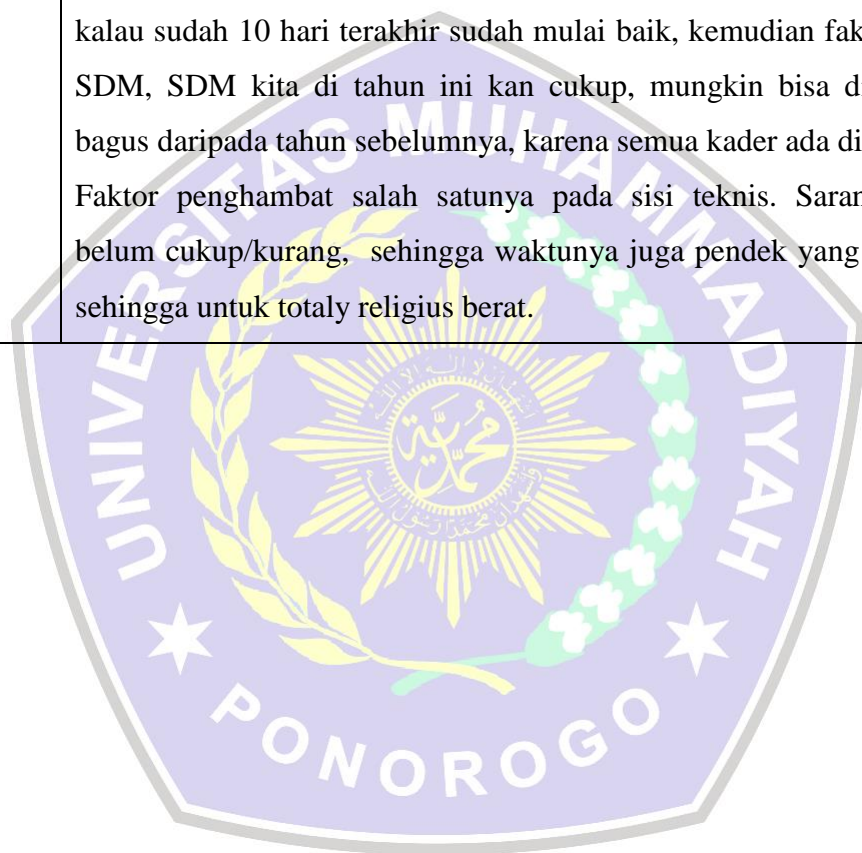 kalau sudah 10 hari terakhir sudah mulai baik, kemudian fak
SDM, SDM kita di tahun ini kan cukup, mungkin bisa di
bagus daripada tahun sebelumnya, karena semua kader ada di
Faktor penghambat salah satunya pada sisi teknis. Saran
belum cukup/kurang, sehingga waktunya juga pendek yang
sehingga untuk totaly religius berat.
UNIVERSITAS MUHAMMADIYAH
PONOROGO
محمدية